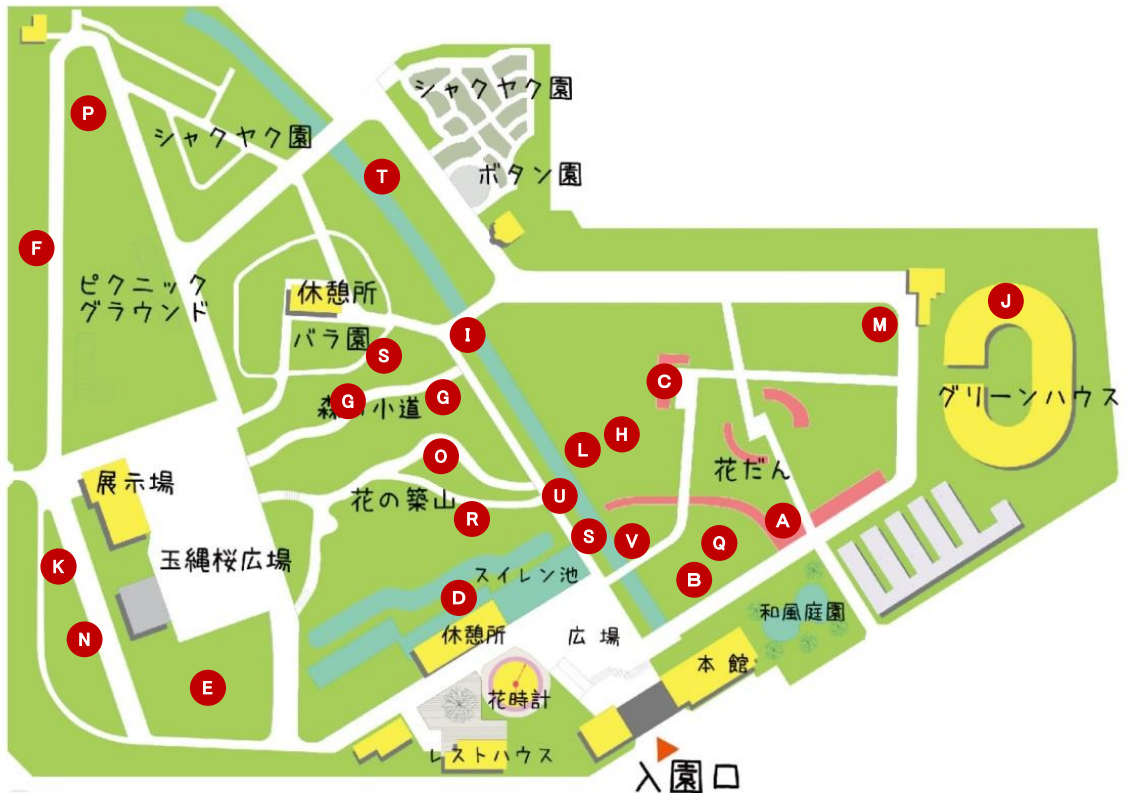 P
シャクヤク園
シャクヤク園
T
ボタン園
F
ピクニック
グラウンド
休憩所
バラ園
S
I
J
M
C
グリーンハウス
G
森
小道
G
H
L
O
花だん
展示場
花の築山
U
R
A
S
V
Q
玉縄桜広場
K
スイレン池
B
D
和風庭園
N
休憩所
広場
本館
E
花時計
レストハウス
入園口